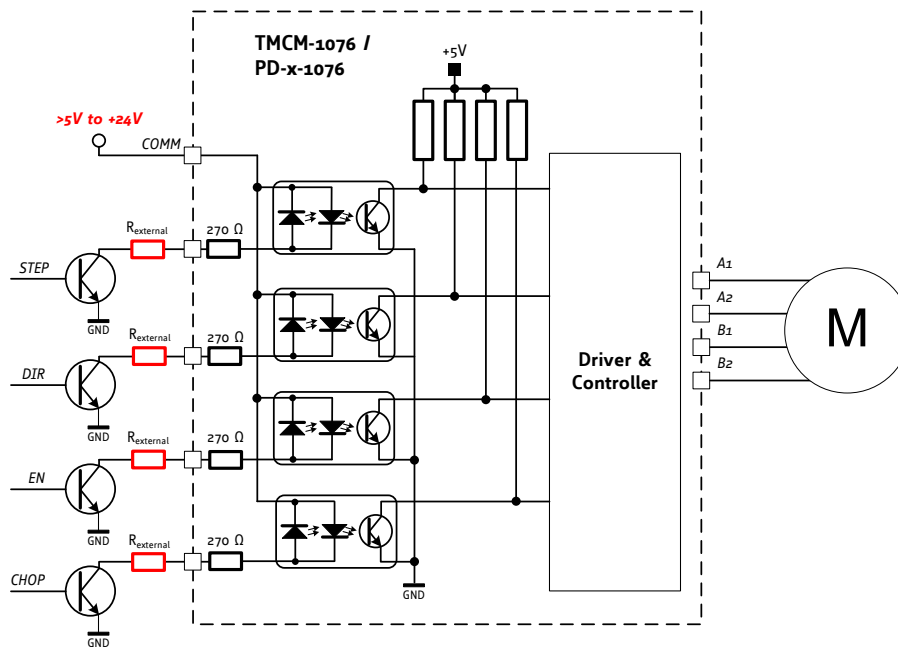 TMCM-1076 /
PD-x-1076
+5V
>5V to +24V
COMM
Rexternal
270 Ω
STEP
GND
Rexternal
270 Ω
DIR
GND
Rexternal
270 Ω
EN
GND
Rexternal
270 Ω
CHOP
GND
GND
Driver &
Controller
A1
A2
B1
B2
M